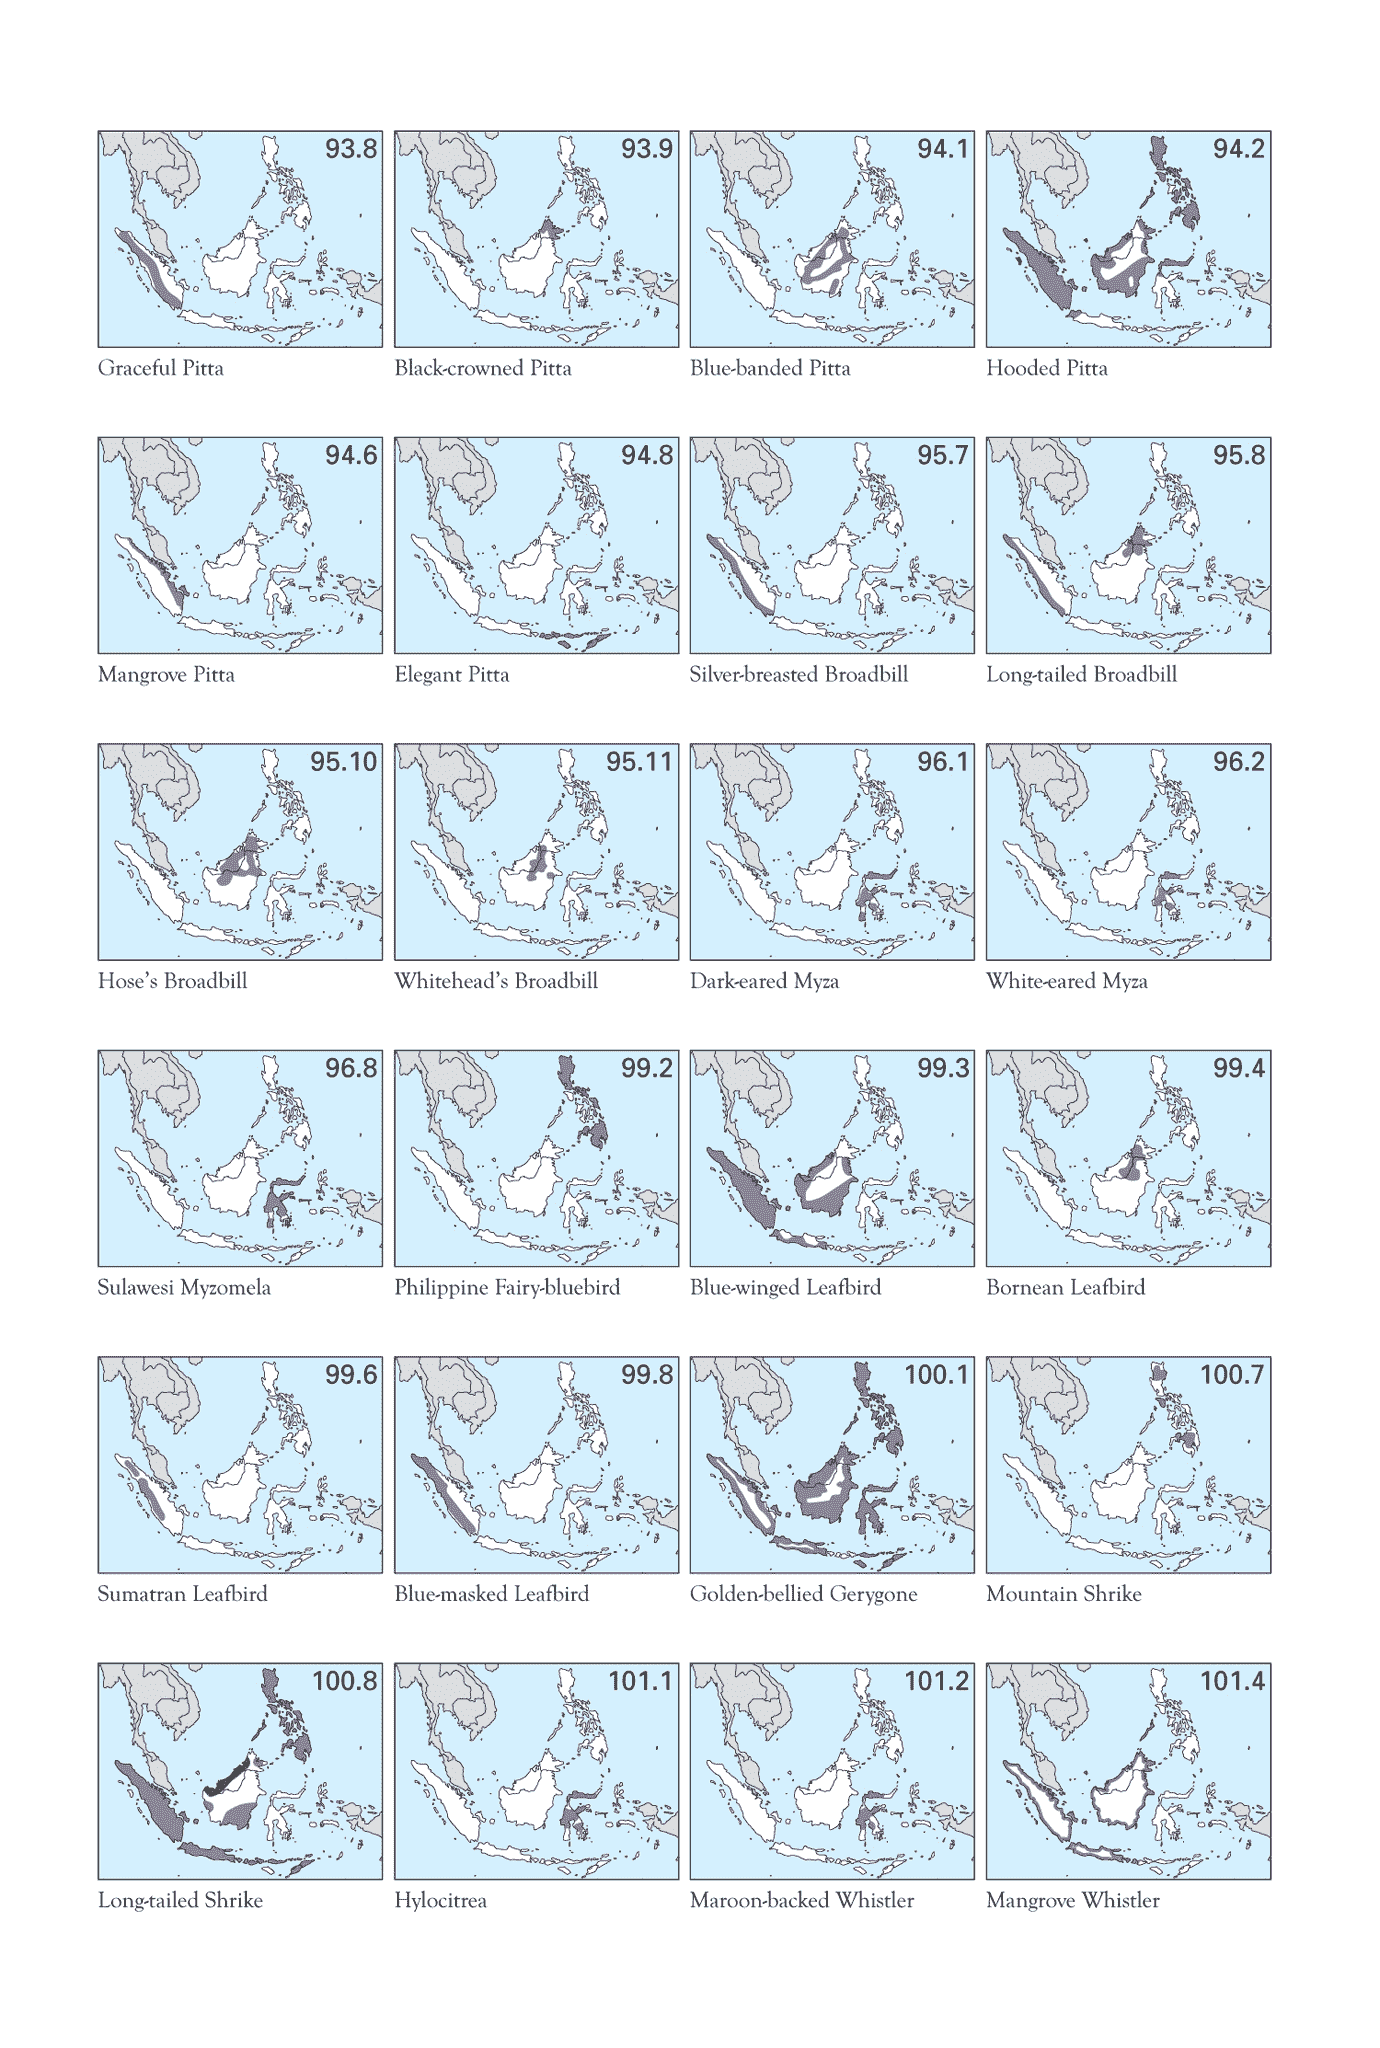 93.8
93.9
94.1
94.2
Graceful Pitta
Black-crowned Pitta
Blue-banded Pitta
Hooded Pitta
94.6
94.8
95.7
95.8
Mangrove Pitta
Elegant Pitta
Silver-breasted Broadbill
Long-tailed Broadbill
95.10
95.11
96.1
96.2
Hose's Broadbill
Whitehead's Broadbill
Dark-eared Myza
White-eared Myza
96.8
99.2
99.3
99.4
Sulawesi Myzomela
Philippine Fairy-bluebird
Blue-winged Leafbird
Bornean Leafbird
99.6
99.8
100.1
100.7
Sumatran Leafbird
Blue-masked Leafbird
Golden-bellied Gerygone
Mountain Shrike
100.8
101.1
101.2
101.4
Long-tailed Shrike
Hylocitrea
Maroon-backed Whistler
Mangrove Whistler